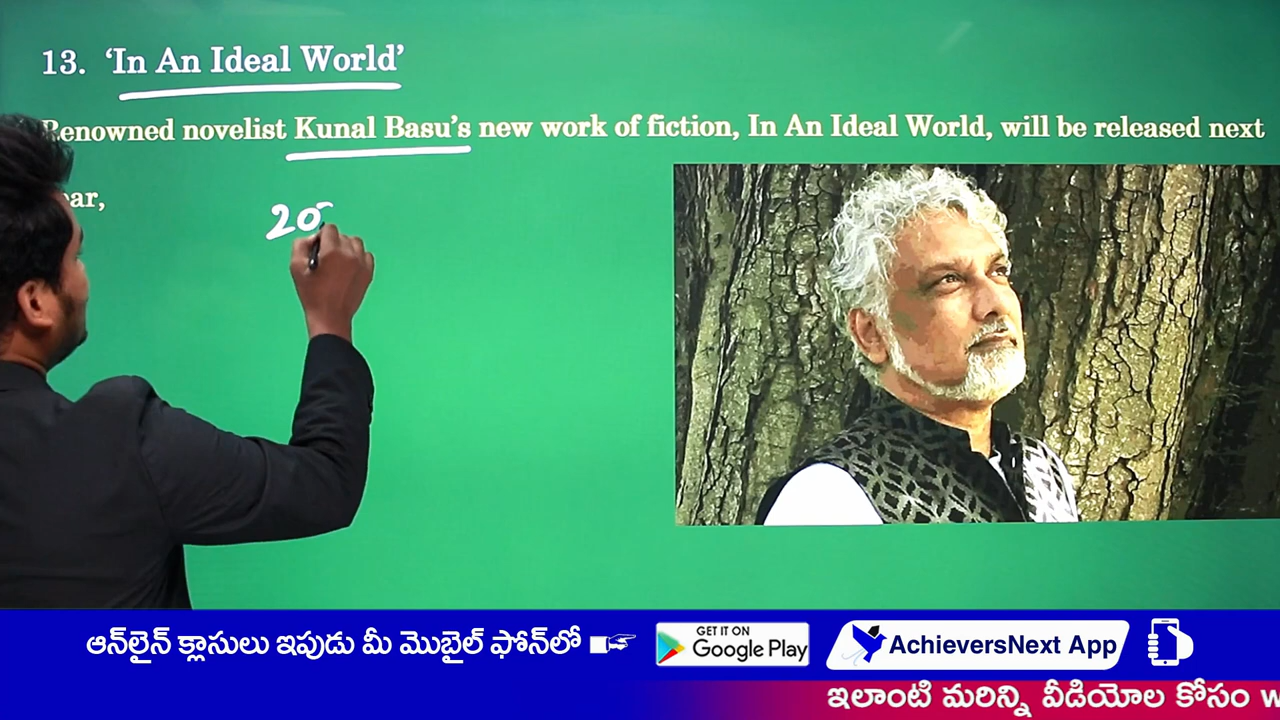 13. ‘In An Ideal World’
Renowned novelist Kunal Basu’s new work of fiction, In An Ideal World, will be released next
ear,
20
ఆన్‌లైన్ క్లాసులు ఇపుడు మీ మొబైల్ ఫోన్‌లో
GET IT ON
Google Play
AchieversNext App
ఇలాంటి మరిన్ని వీడియోల కోసం w